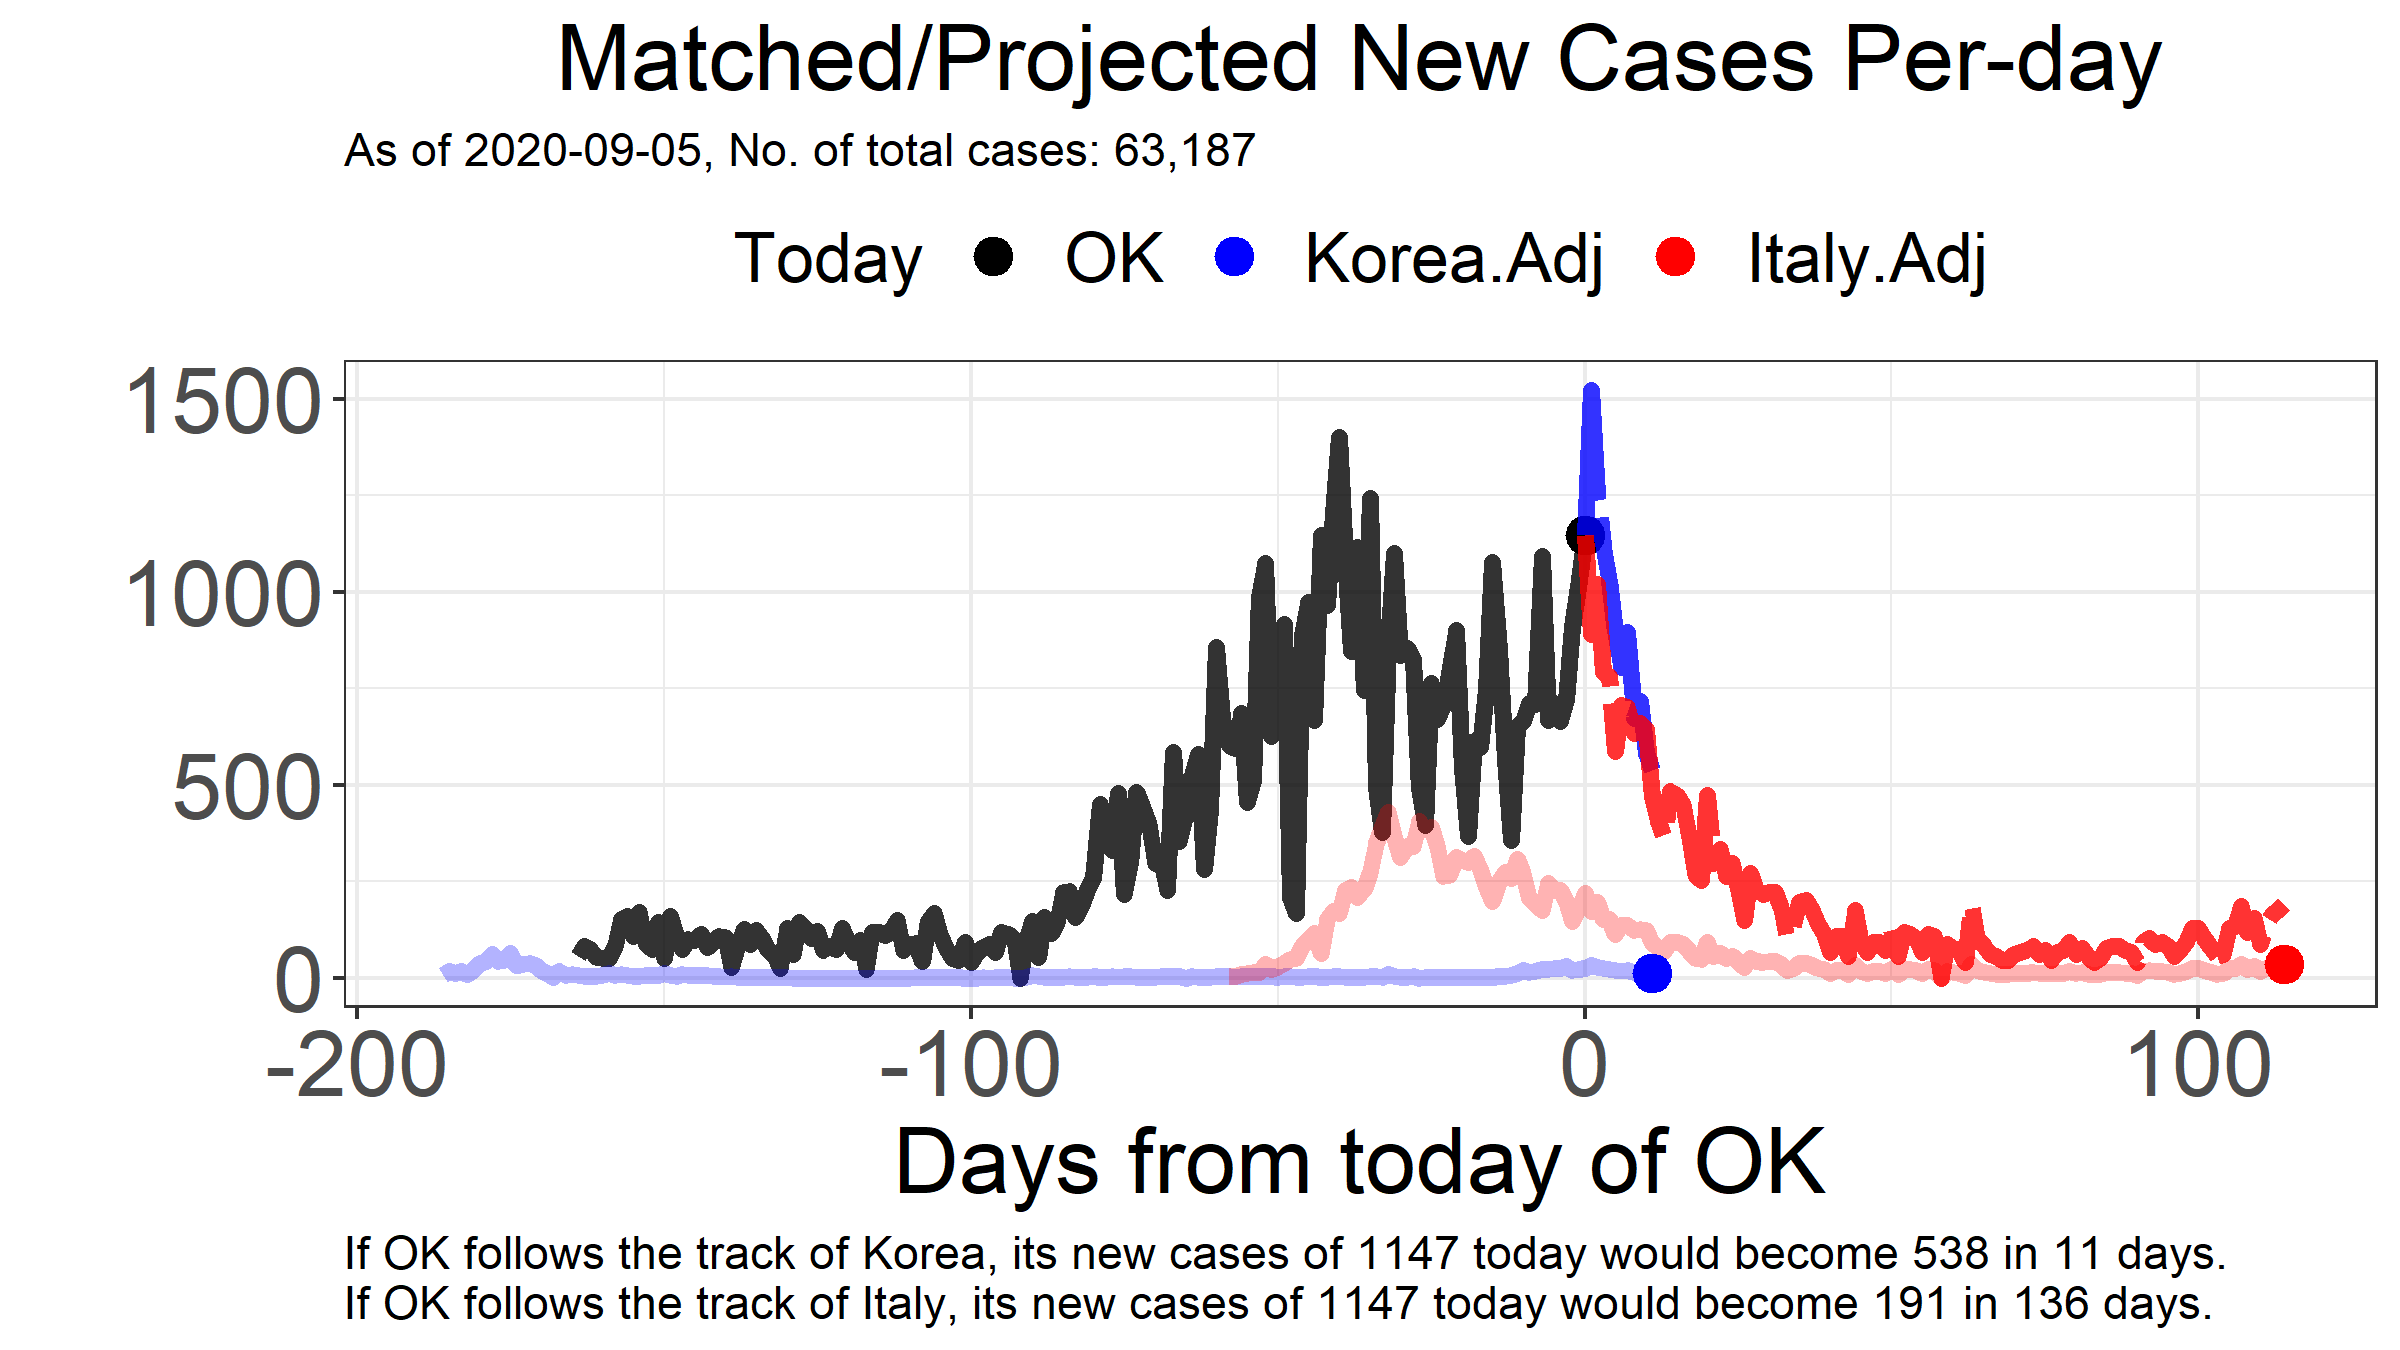 Matched/Projected New Cases Per-day
As of 2020-09-05, No. of total cases: 63,187
Today OK Korea.Adj Italy.Adj
1500
1000
500
0
-200 -100 0 100
Days from today of OK
If OK follows the track of Korea, its new cases of 1147 today would become 538 in 11 days.
If OK follows the track of Italy, its new cases of 1147 today would become 191 in 136 days.